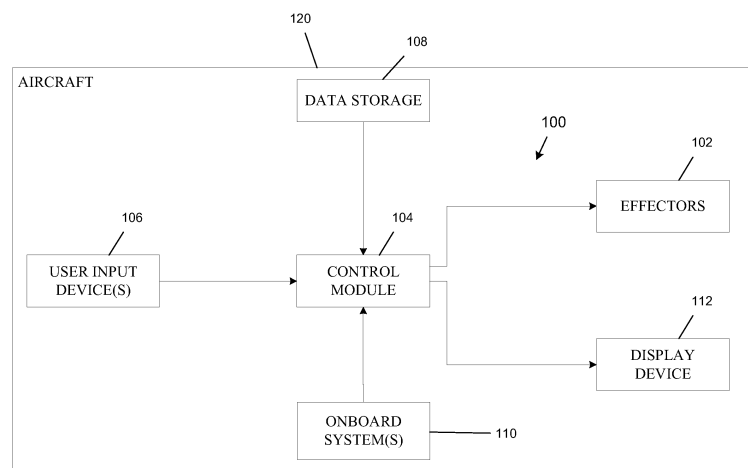 120
108
AIRCRAFT
DATA STORAGE
100
102
EFFECTORS
106
104
USER INPUT
DEVICE(S)
CONTROL
MODULE
112
DISPLAY
DEVICE
ONBOARD
SYSTEM(S)
110